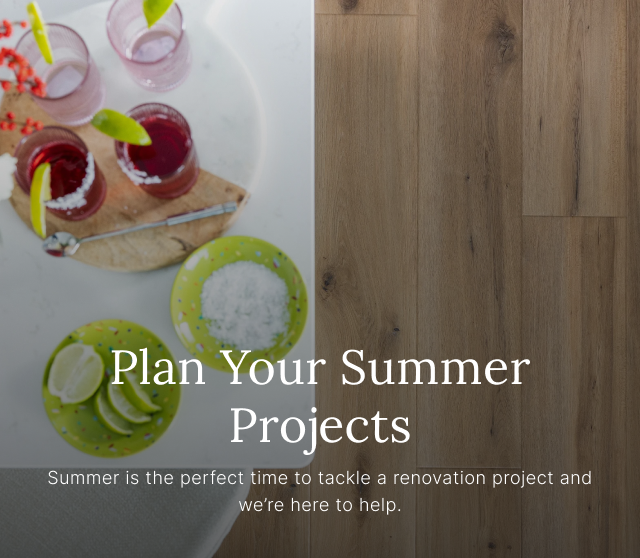 Plan Your Summer
Projects
Summer is the perfect time to tackle a renovation project and
we’re here to help.